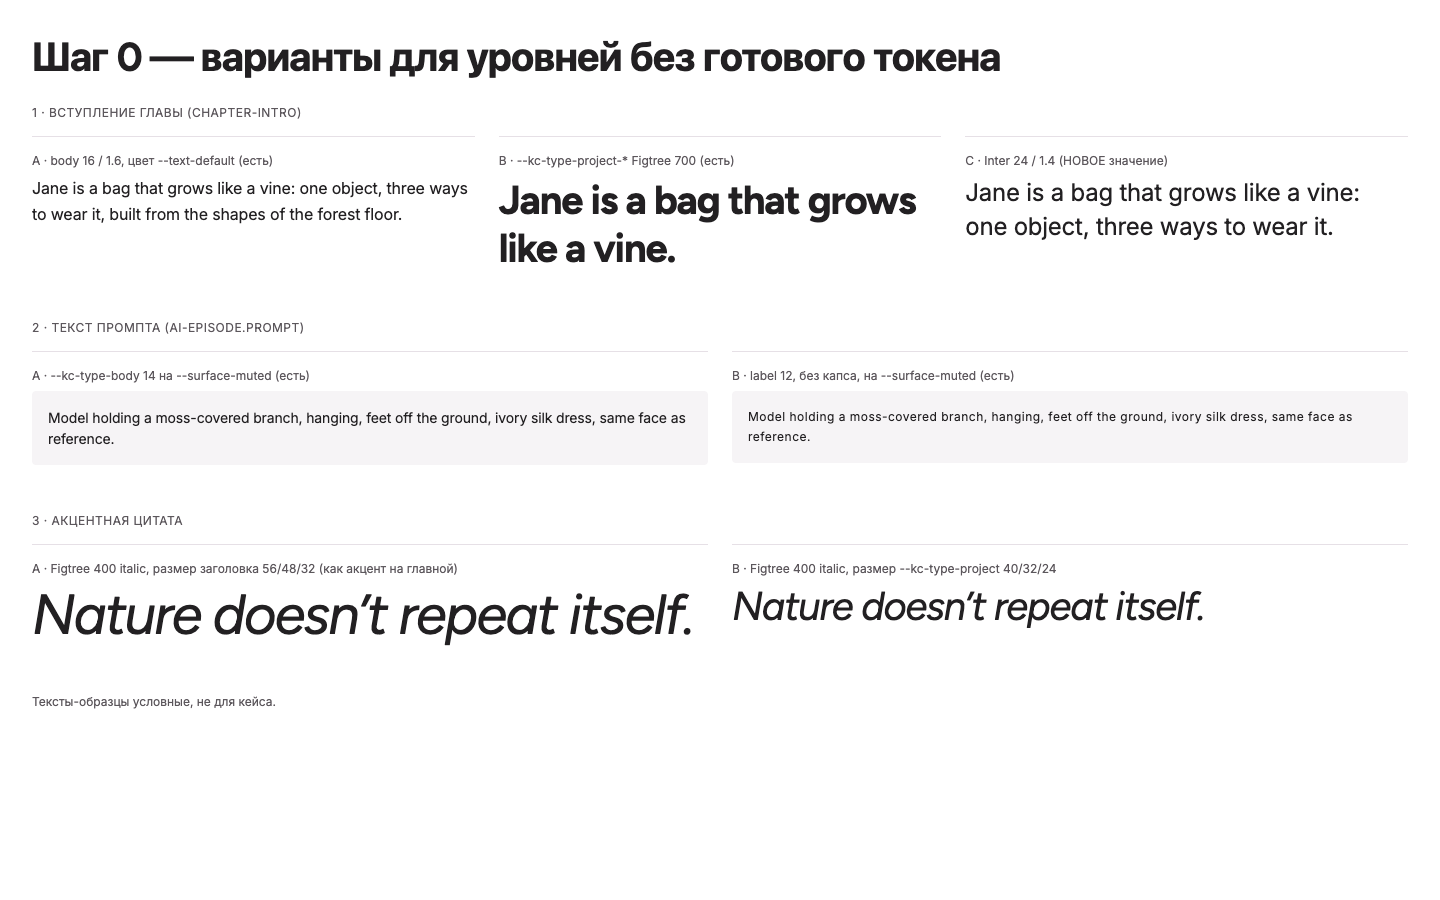 Шаг 0 — варианты для уровней без готового токена
1 · ВСТУПЛЕНИЕ ГЛАВЫ (CHAPTER-INTRO)
A · body 16 / 1.6, цвет --text-default (есть)
Jane is a bag that grows like a vine: one object, three ways
to wear it, built from the shapes of the forest floor.
B · --kc-type-project-* Figtree 700 (есть)
Jane is a bag that grows
like a vine.
C · Inter 24 / 1.4 (НОВОЕ значение)
Jane is a bag that grows like a vine:
one object, three ways to wear it.
2 · ТЕКСТ ПРОМПТА (AI-EPISODE.PROMPT)
A · --kc-type-body 14 на --surface-muted (есть)
Model holding a moss-covered branch, hanging, feet off the ground, ivory silk dress, same face as
reference.
B · label 12, без капса, на --surface-muted (есть)
Model holding a moss-covered branch, hanging, feet off the ground, ivory silk dress, same face as
reference.
3 · АКЦЕНТНАЯ ЦИТАТА
A · Figtree 400 italic, размер заголовка 56/48/32 (как акцент на главной)
Nature doesn’t repeat itself.
B · Figtree 400 italic, размер --kc-type-project 40/32/24
Nature doesn’t repeat itself.
Тексты-образцы условные, не для кейса.